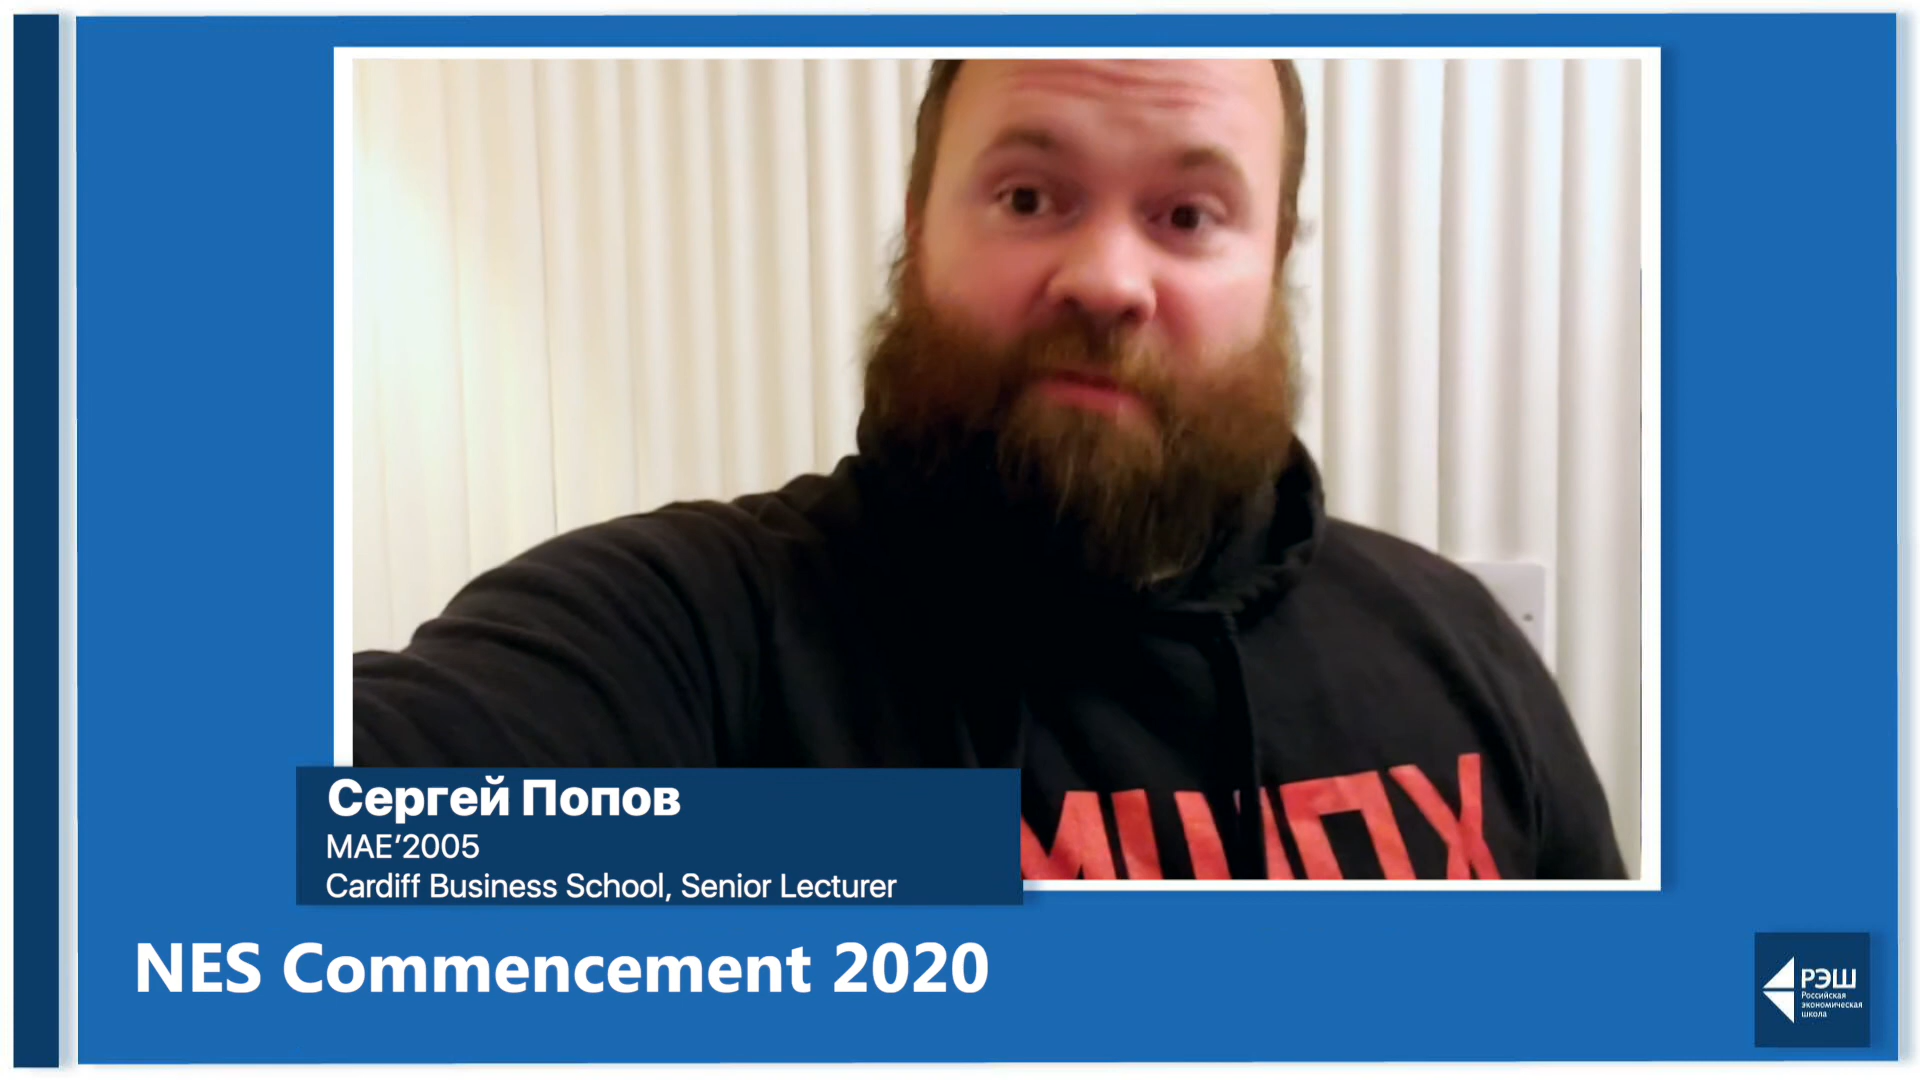 Сергей Попов
MAE’2005
Cardiff Business School, Senior Lecturer
NES Commencement 2020
РЭШ
Российская
экономическая
школа